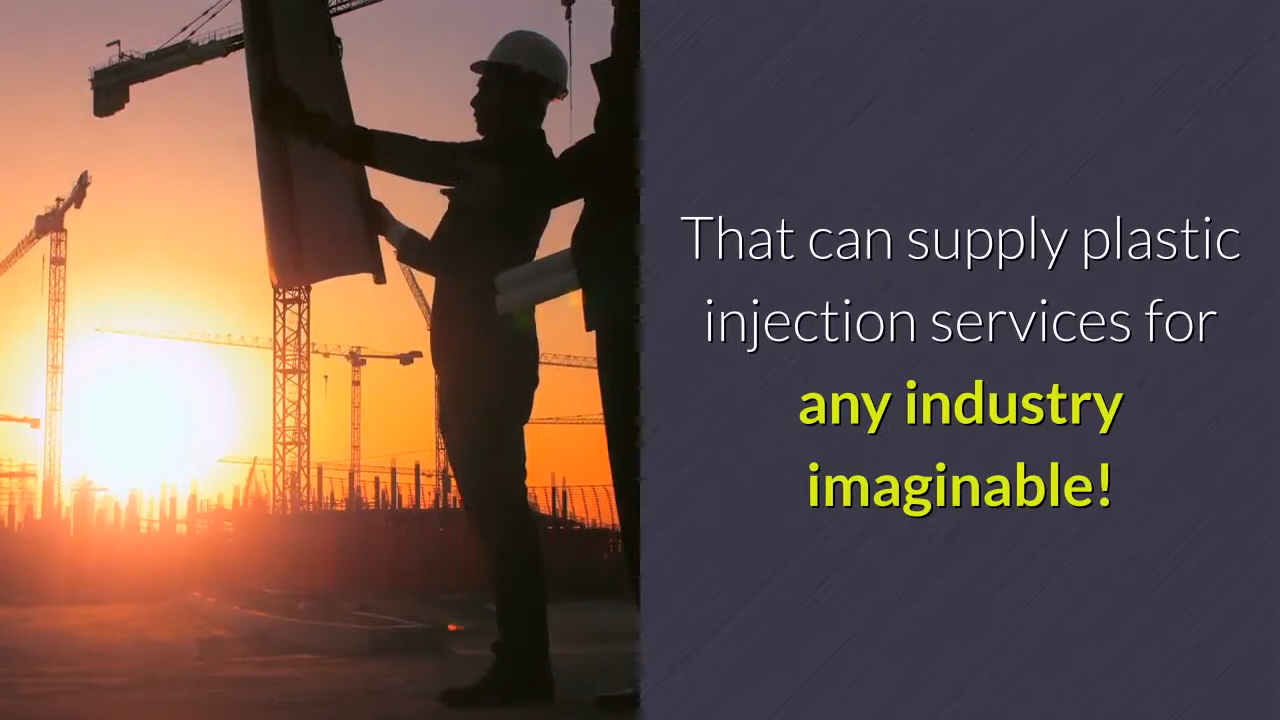 That can supply plastic
injection services for
any industry
imaginable!